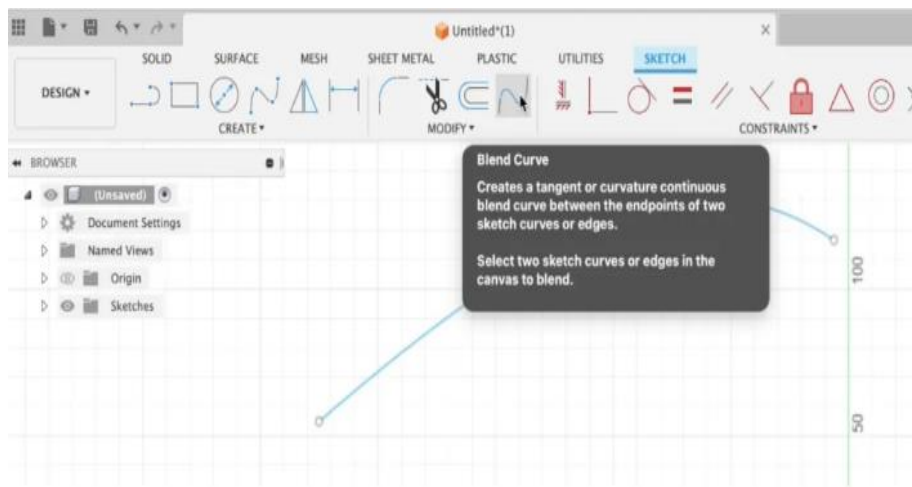 Untitled*(1)
SOLID SURFACE MESH SHEET METAL PLASTIC UTILITIES SKETCH
DESIGN
CREATE MODIFY CONSTRAINTS
BROWSER
(Unsaved)
Document Settings
Named Views
Origin
Sketches
Blend Curve
Creates a tangent or curvature continuous
blend curve between the endpoints of two
sketch curves or edges.
Select two sketch curves or edges in the
canvas to blend.
100
50